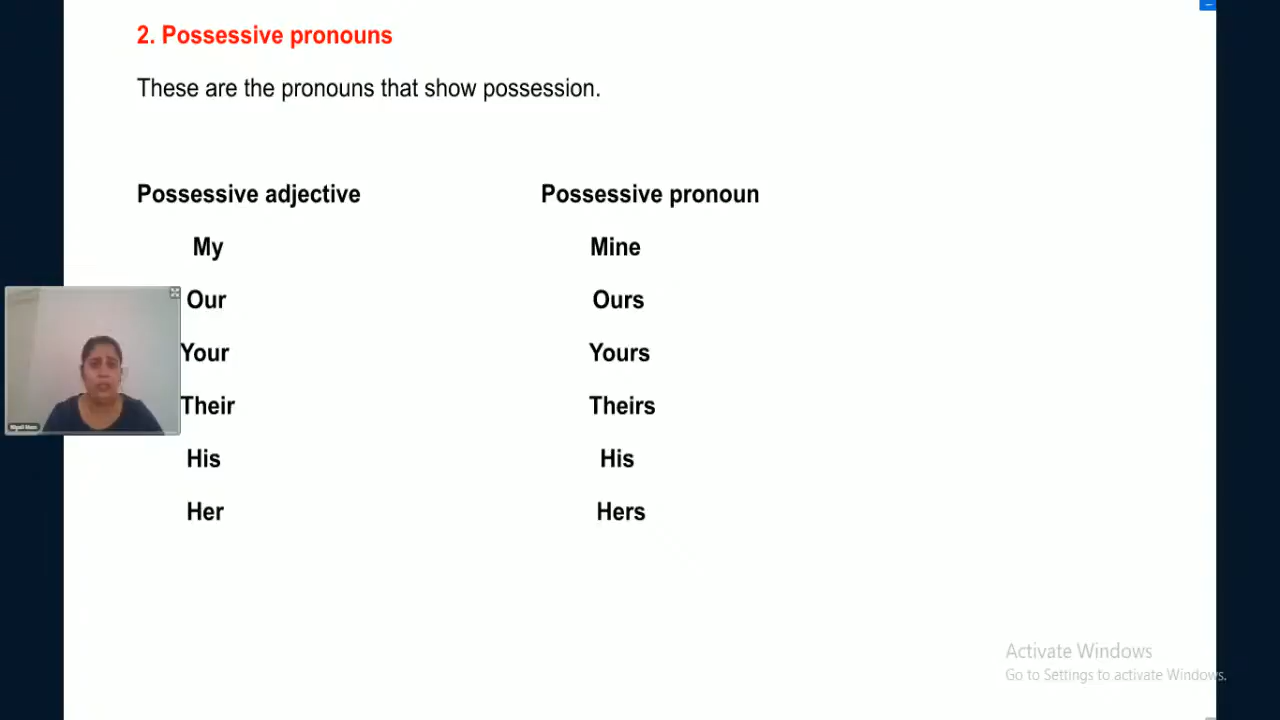 2. Possessive pronouns
These are the pronouns that show possession.
Possessive adjective Possessive pronoun
My Mine
Our Ours
Your Yours
Their Theirs
His His
Her Hers
Activate Windows
Go to Settings to activate Windows.